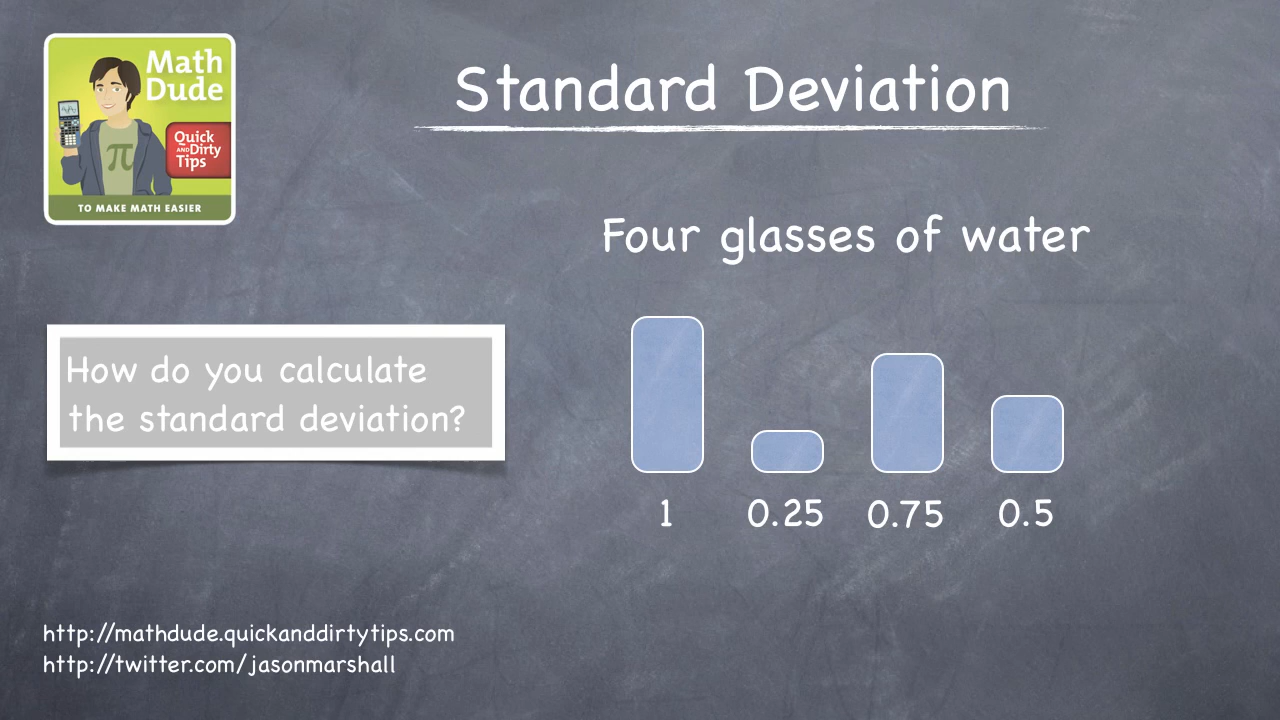 Math
Dude
Quick
AND Dirty
Tips
π
TO MAKE MATH EASIER
Standard Deviation
Four glasses of water
How do you calculate
the standard deviation?
1 0.25 0.75 0.5
http://mathdude.quickanddirtytips.com
http://twitter.com/jasonmarshall